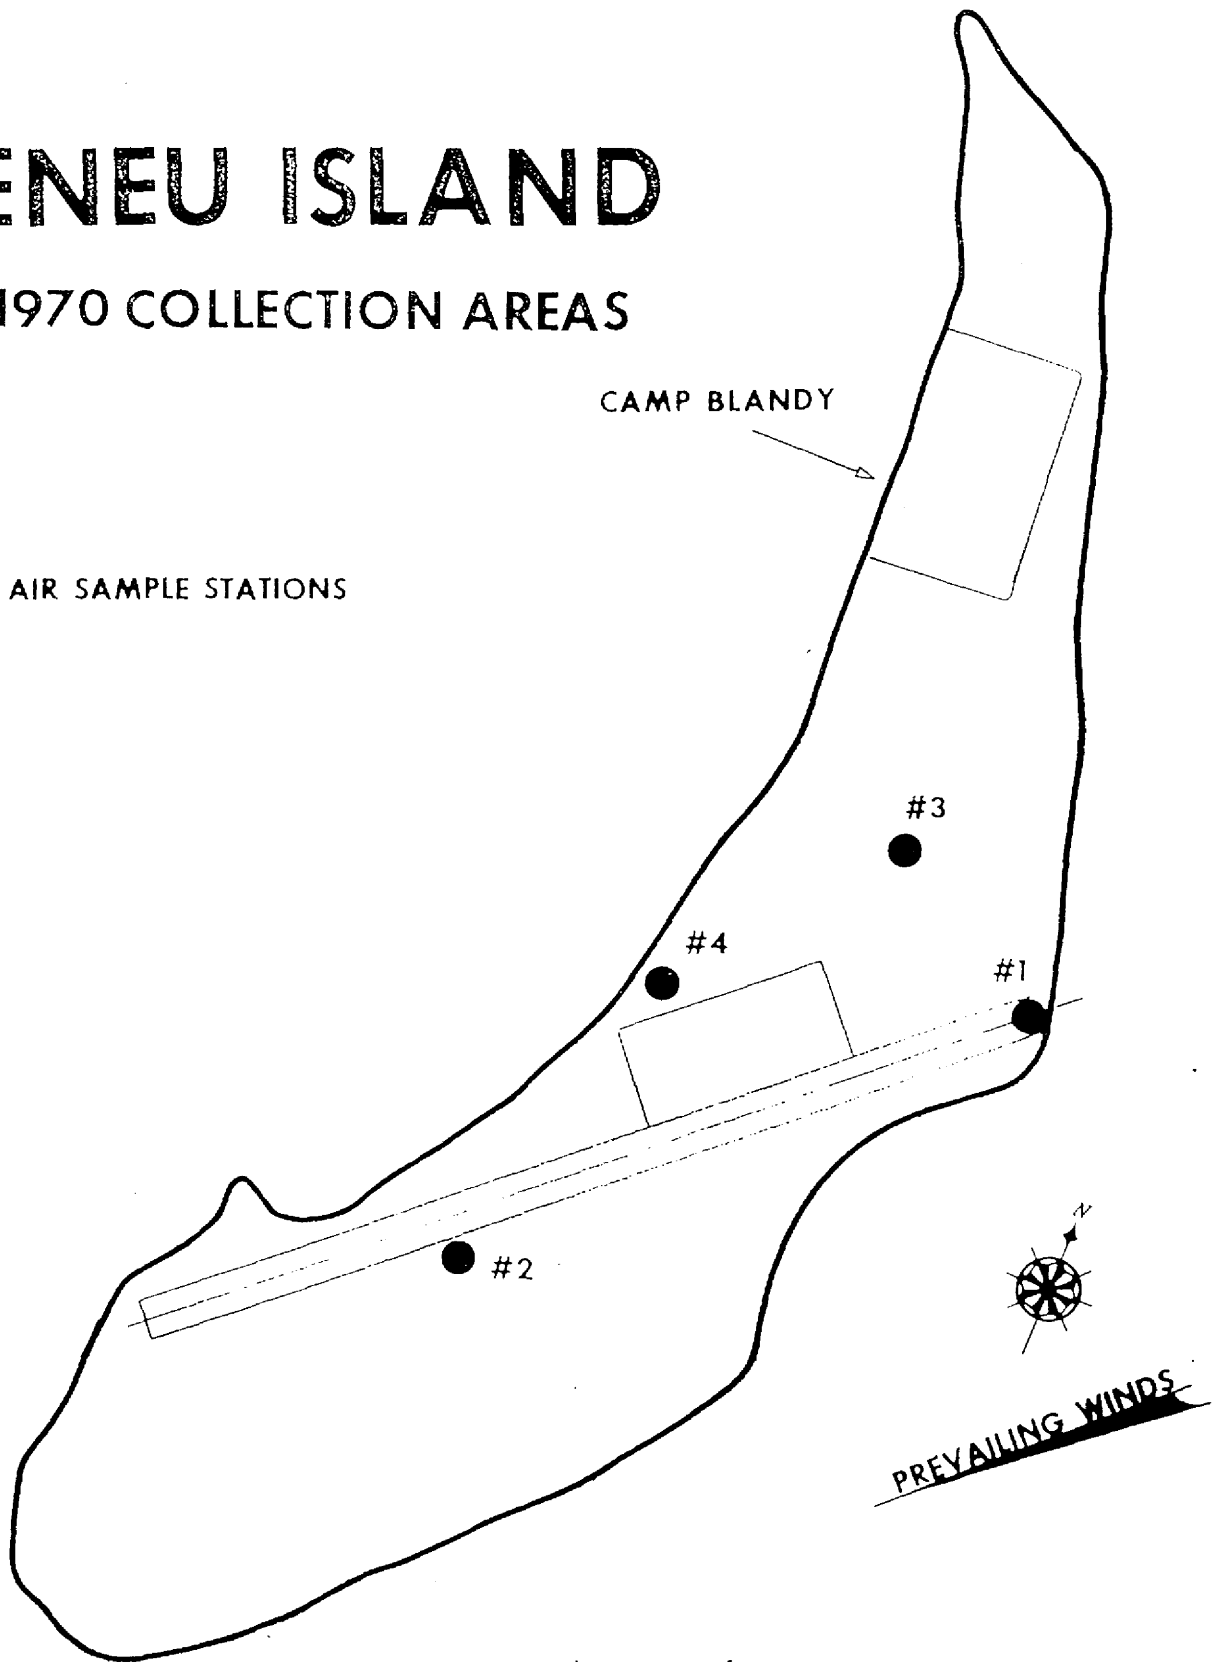 ENEU ISLAND
1970 COLLECTION AREAS
CAMP BLANDY
AIR SAMPLE STATIONS
#3
#4
#1
#2
N
PREVAILING WINDS